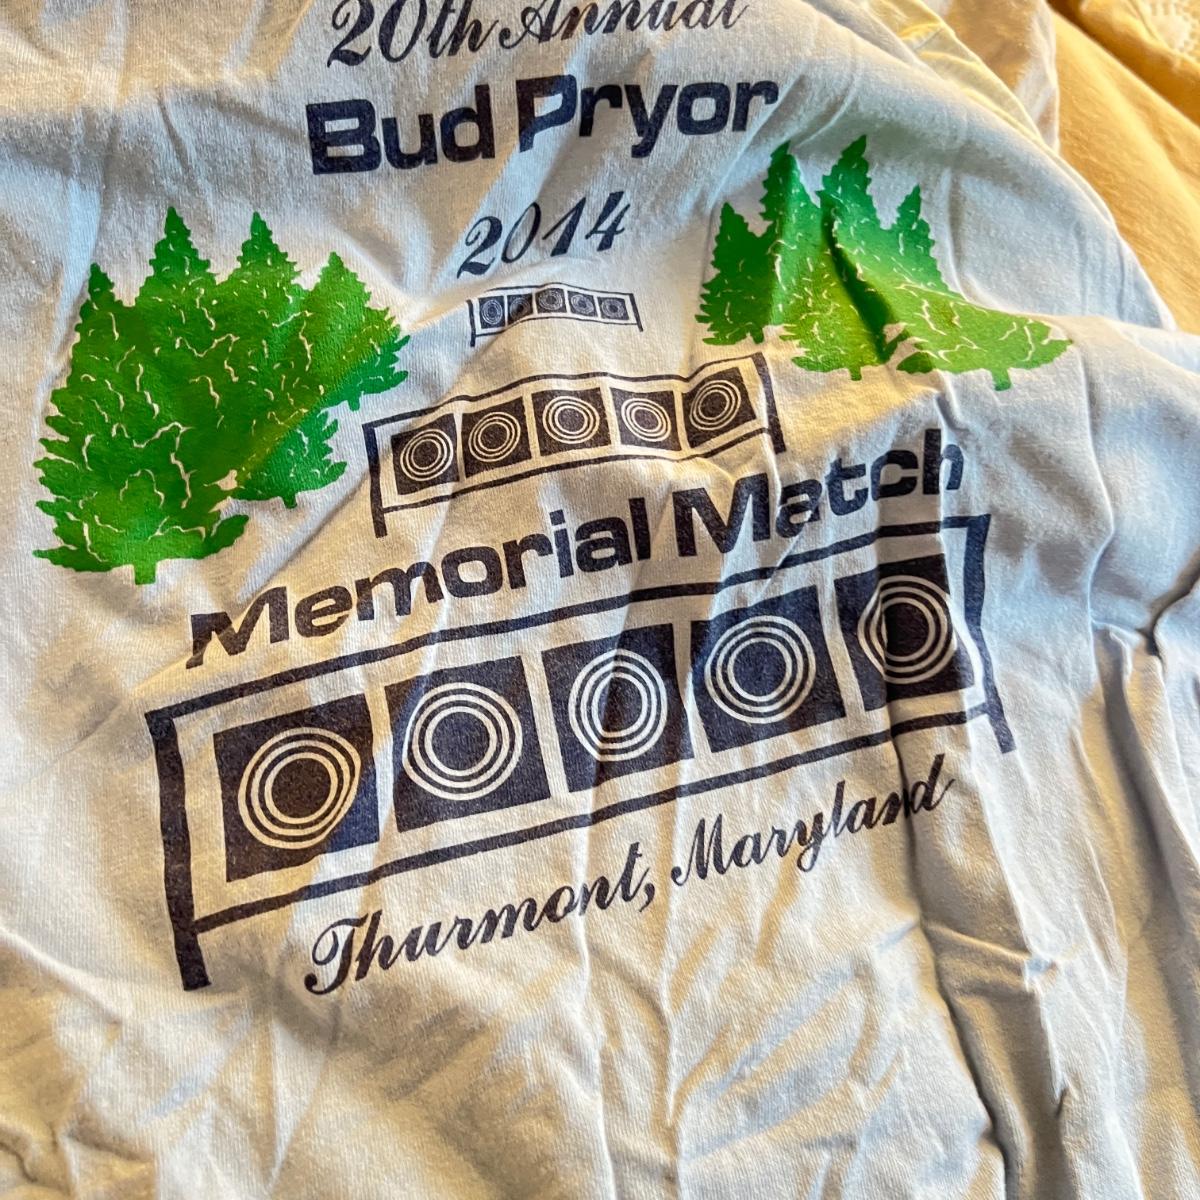 20th Annual
Bud Pryor
2014
Memorial Match
Thurmont, Maryland